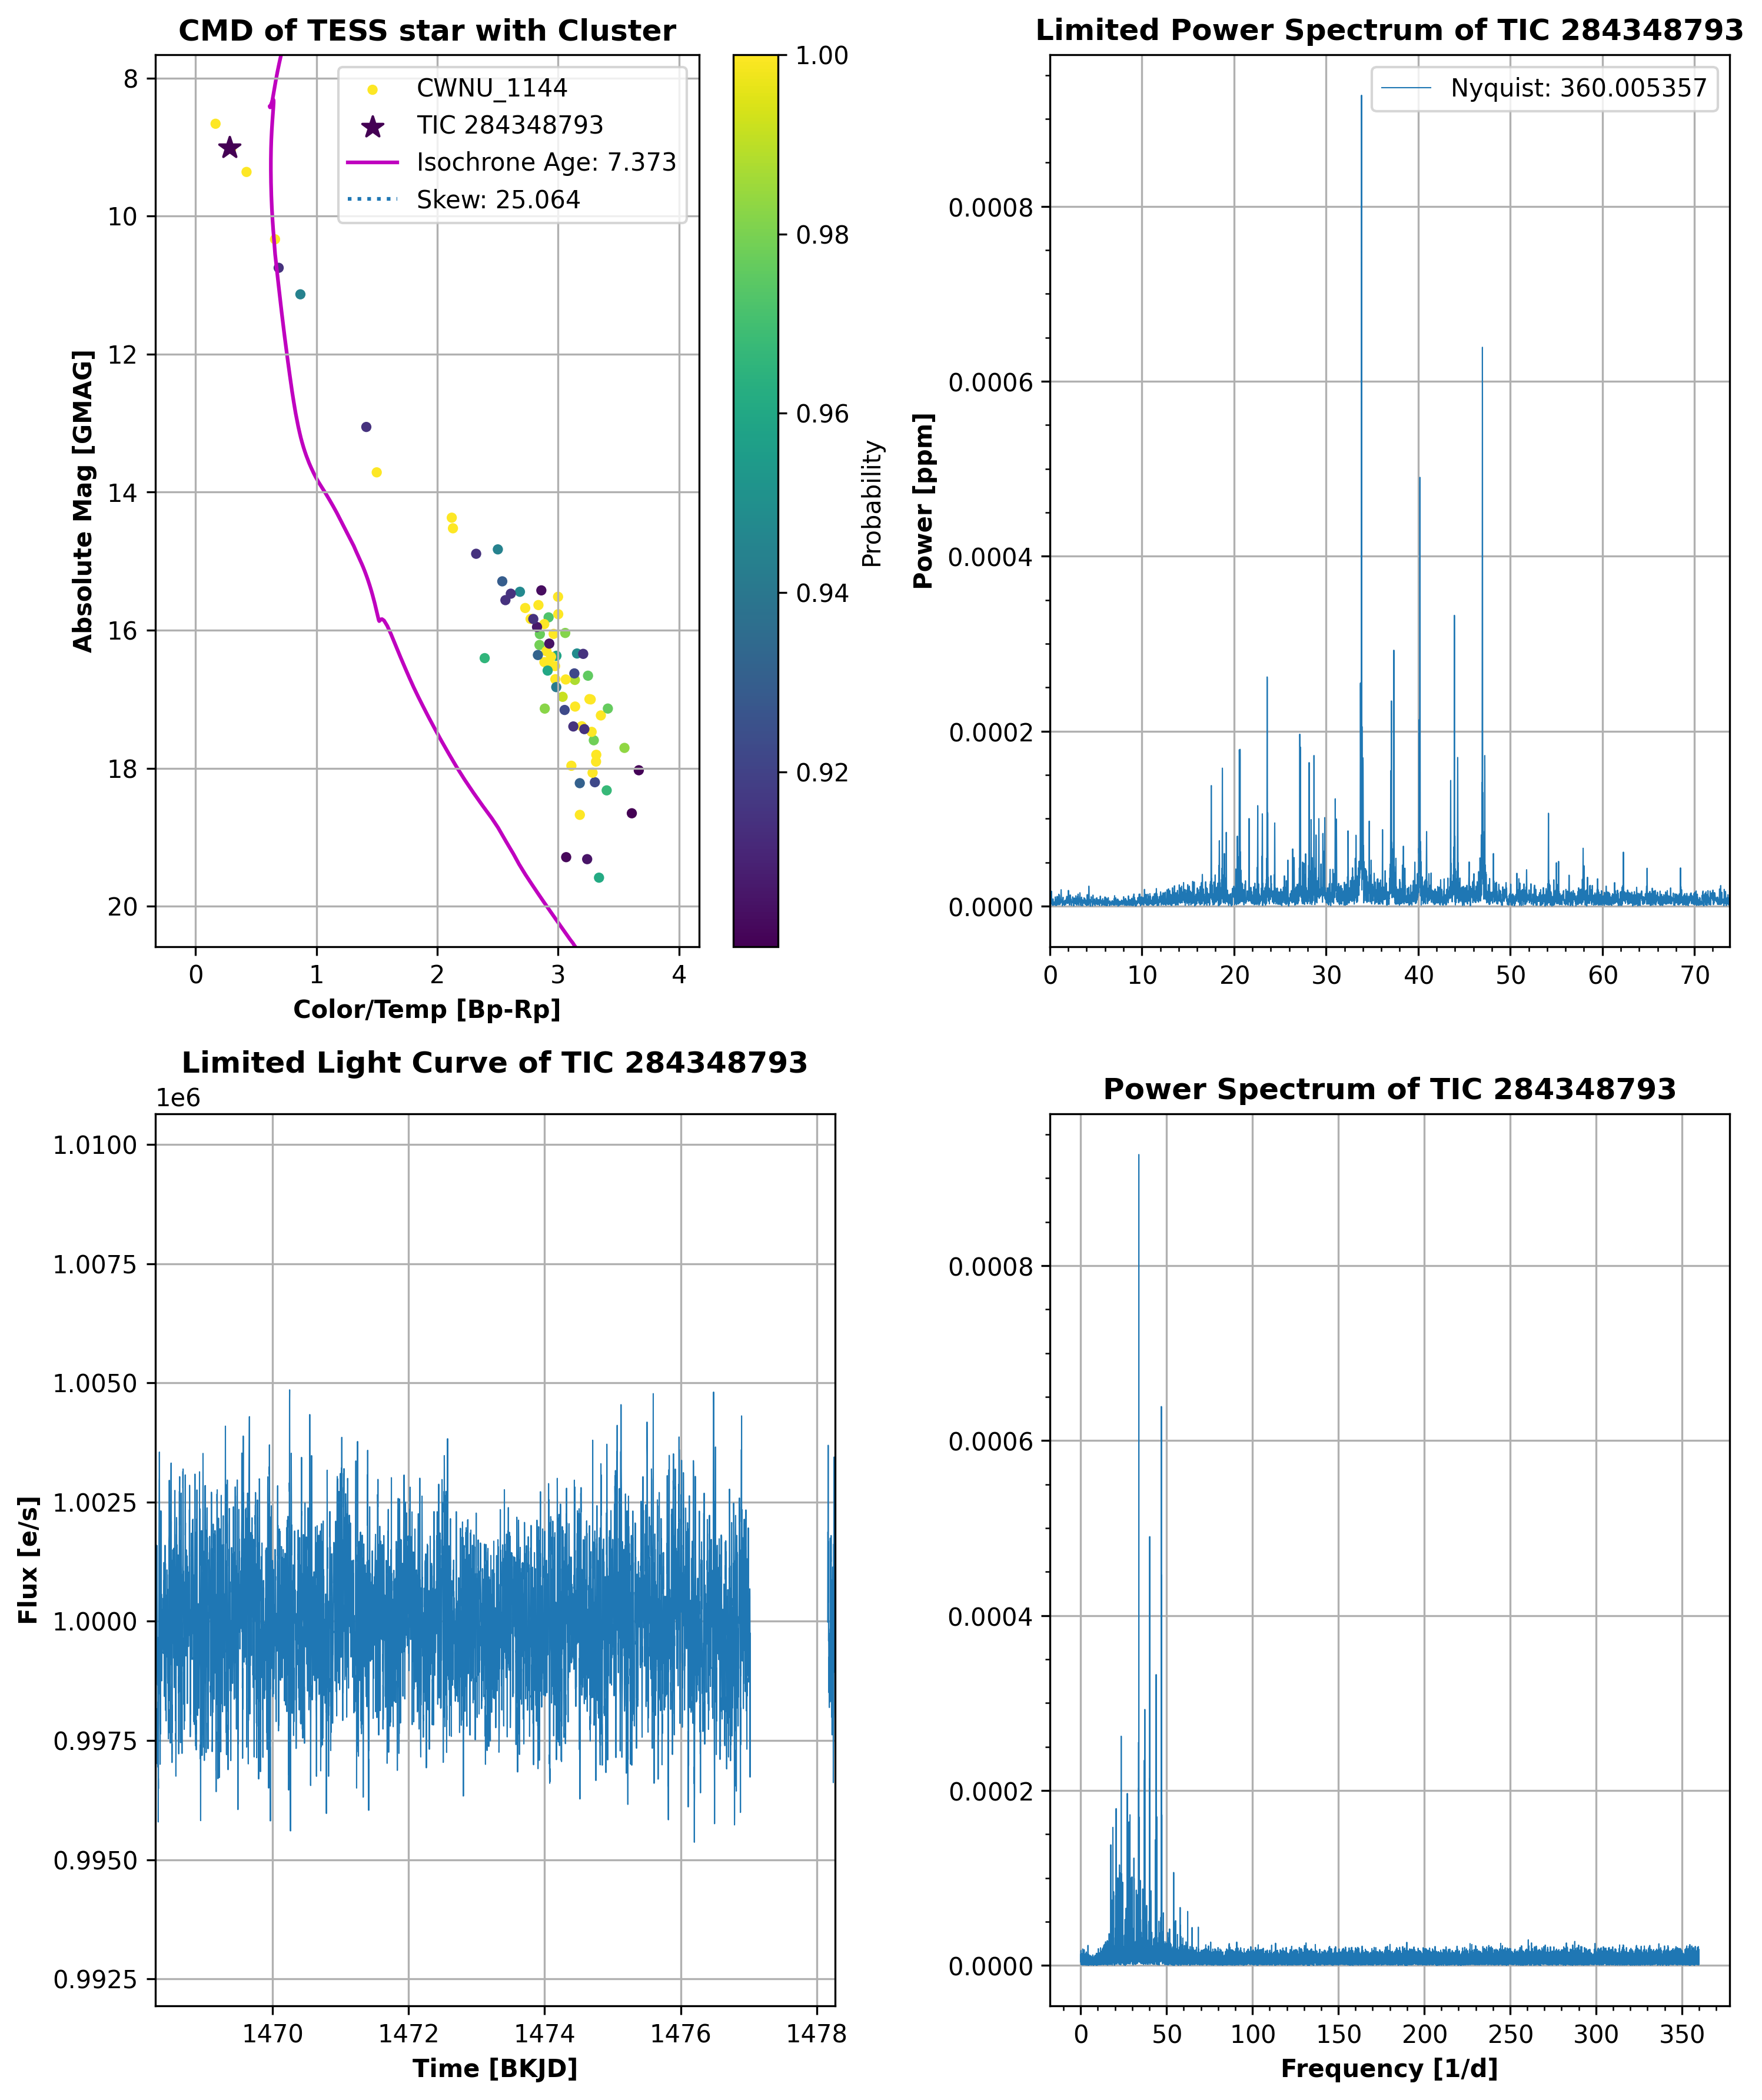 CMD of TESS star with Cluster
CWNU_1144
TIC 284348793
Isochrone Age: 7.373
Skew: 25.064
8
10
12
14
16
18
20
Absolute Mag [GMAG]
0 1 2 3 4
Color/Temp [Bp-Rp]
1.00
0.98
0.96
0.94
0.92
Probability
Limited Power Spectrum of TIC 284348793
Nyquist: 360.005357
0.0008
0.0006
0.0004
0.0002
0.0000
Power [ppm]
0 10 20 30 40 50 60 70
Limited Light Curve of TIC 284348793
1e6
1.0100
1.0075
1.0050
1.0025
1.0000
0.9975
0.9950
0.9925
Flux [e/s]
1470 1472 1474 1476 1478
Time [BKJD]
Power Spectrum of TIC 284348793
0.0008
0.0006
0.0004
0.0002
0.0000
0 50 100 150 200 250 300 350
Frequency [1/d]